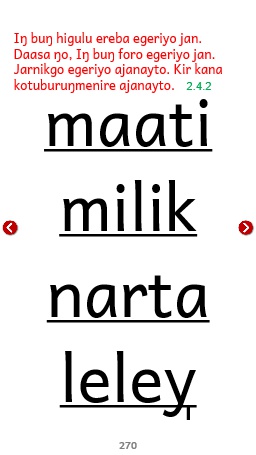 Iŋ buŋ higulu ereba egeriyo jan.
Daasa ŋo, Iŋ buŋ foro egeriyo jan.
Jarnikgo egeriyo ajanayto. Kir kana
kotuburuŋmenire ajanayto. 2.4.2
maati
milik
narta
leley
270